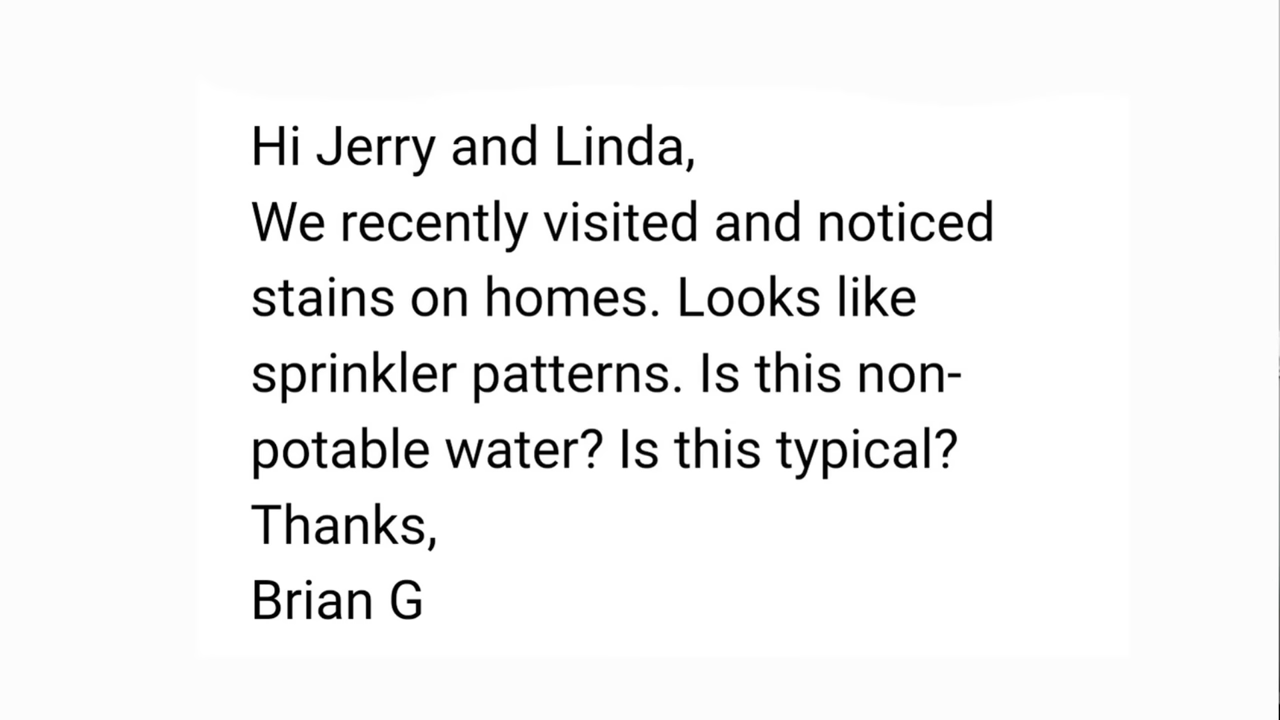 Hi Jerry and Linda,
We recently visited and noticed
stains on homes. Looks like
sprinkler patterns. Is this non-
potable water? Is this typical?
Thanks,
Brian G